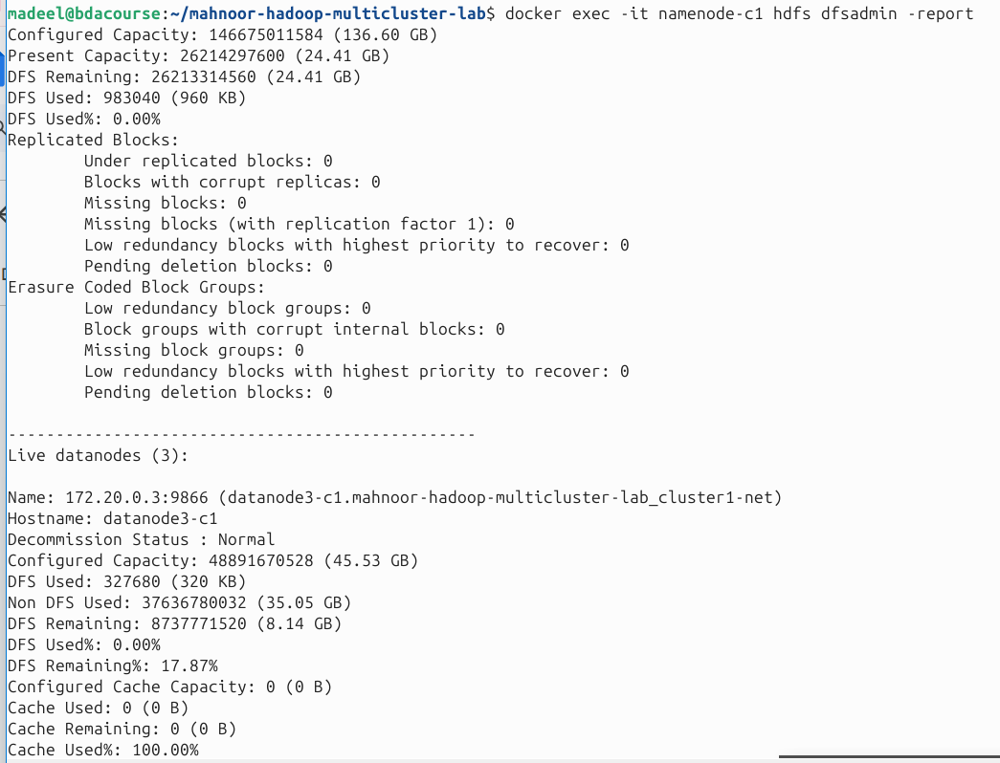 madeel@bdacourse:~/mahnoor-hadoop-multicluster-lab$ docker exec -it namenode-c1 hdfs dfsadmin -report
Configured Capacity: 146675011584 (136.60 GB)
Present Capacity: 26214297600 (24.41 GB)
DFS Remaining: 26213314560 (24.41 GB)
DFS Used: 983040 (960 KB)
DFS Used%: 0.00%
Replicated Blocks:
        Under replicated blocks: 0
        Blocks with corrupt replicas: 0
        Missing blocks: 0
        Missing blocks (with replication factor 1): 0
        Low redundancy blocks with highest priority to recover: 0
        Pending deletion blocks: 0
Erasure Coded Block Groups:
        Low redundancy block groups: 0
        Block groups with corrupt internal blocks: 0
        Missing block groups: 0
        Low redundancy blocks with highest priority to recover: 0
        Pending deletion blocks: 0
-------------------------------------------------
Live datanodes (3):
Name: 172.20.0.3:9866 (datanode3-c1.mahnoor-hadoop-multicluster-lab_cluster1-net)
Hostname: datanode3-c1
Decommission Status : Normal
Configured Capacity: 48891670528 (45.53 GB)
DFS Used: 327680 (320 KB)
Non DFS Used: 37636780032 (35.05 GB)
DFS Remaining: 8737771520 (8.14 GB)
DFS Used%: 0.00%
DFS Remaining%: 17.87%
Configured Cache Capacity: 0 (0 B)
Cache Used: 0 (0 B)
Cache Remaining: 0 (0 B)
Cache Used%: 100.00%